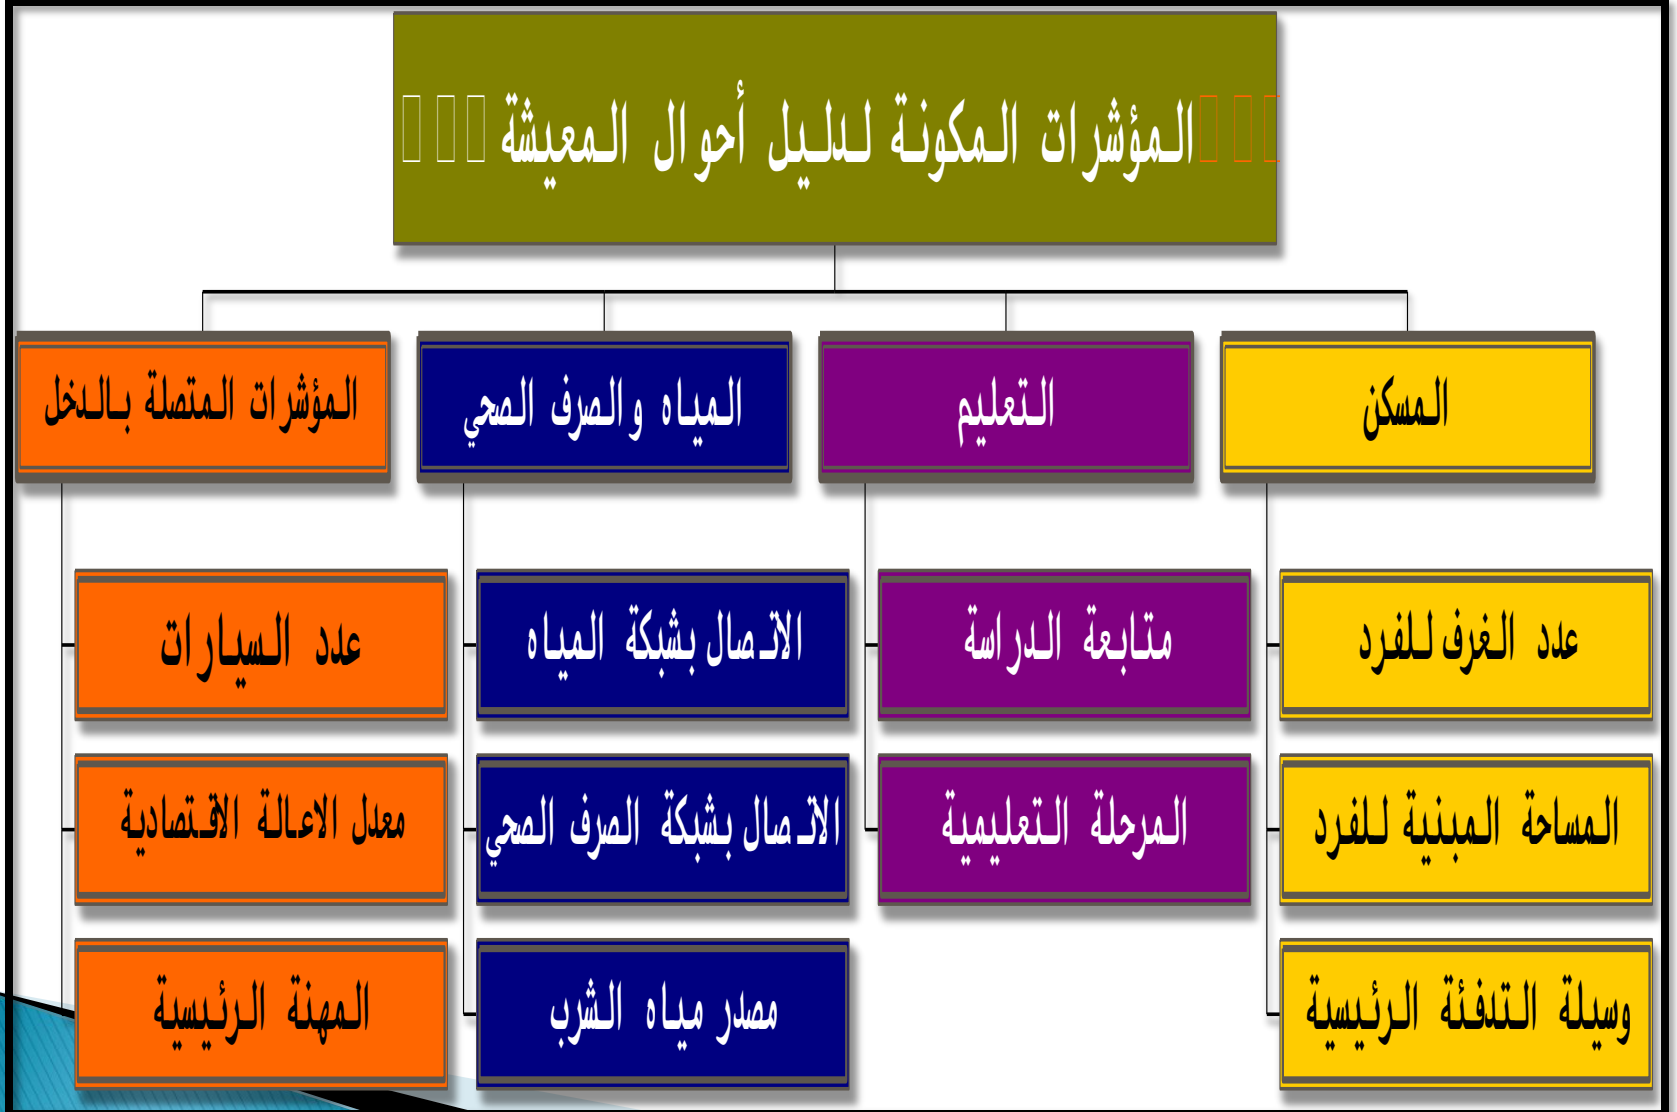 المؤشرات المكونة لدليل أحوال المعيشة
المسكن
عدد الغرف للفرد
المساحة المبنية للفرد
وسيلة التدفئة الرئيسية
التعليم
متابعة الدراسة
المرحلة التعليمية
المياه والصرف الصحي
الاتصال بشبكة المياه
الاتصال بشبكة الصرف الصحي
مصدر مياه الشرب
المؤشرات المتصلة بالدخل
عدد السيارات
معدل الاعالة الاقتصادية
المهنة الرئيسية